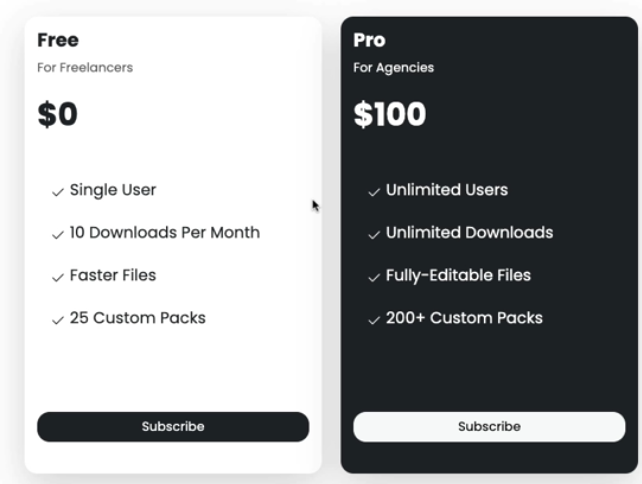 Free
For Freelancers
$0
Single User
10 Downloads Per Month
Faster Files
25 Custom Packs
Subscribe
Pro
For Agencies
$100
Unlimited Users
Unlimited Downloads
Fully-Editable Files
200+ Custom Packs
Subscribe